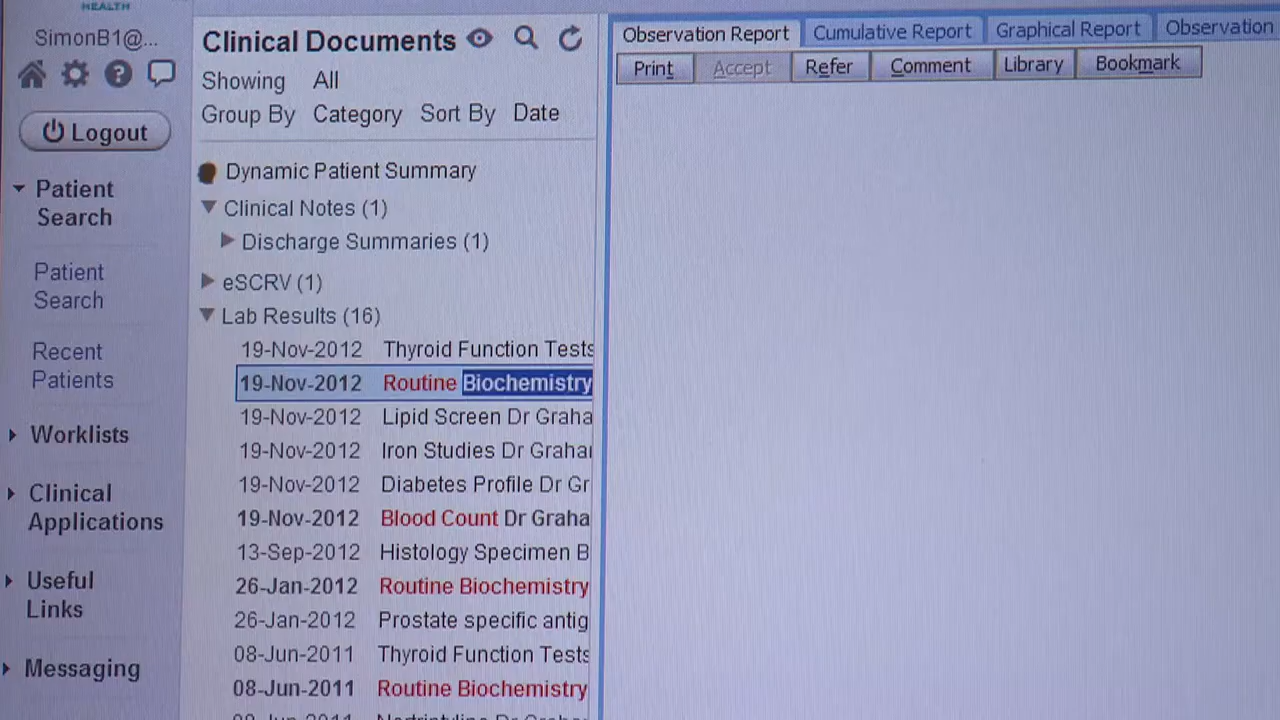 HEALTH
SimonB1@...
Logout
Patient
Search
Patient
Search
Recent
Patients
Worklists
Clinical
Applications
Useful
Links
Messaging
Clinical Documents
Showing All
Group By Category Sort By Date
Dynamic Patient Summary
Clinical Notes (1)
Discharge Summaries (1)
eSCRV (1)
Lab Results (16)
19-Nov-2012 Thyroid Function Tests
19-Nov-2012 Routine Biochemistry
19-Nov-2012 Lipid Screen Dr Graha
19-Nov-2012 Iron Studies Dr Grahar
19-Nov-2012 Diabetes Profile Dr Gr
19-Nov-2012 Blood Count Dr Graha
13-Sep-2012 Histology Specimen B
26-Jan-2012 Routine Biochemistry
26-Jan-2012 Prostate specific antig
08-Jun-2011 Thyroid Function Tests
08-Jun-2011 Routine Biochemistry
Observation Report Cumulative Report Graphical Report Observation
Print Accept Refer Comment Library Bookmark